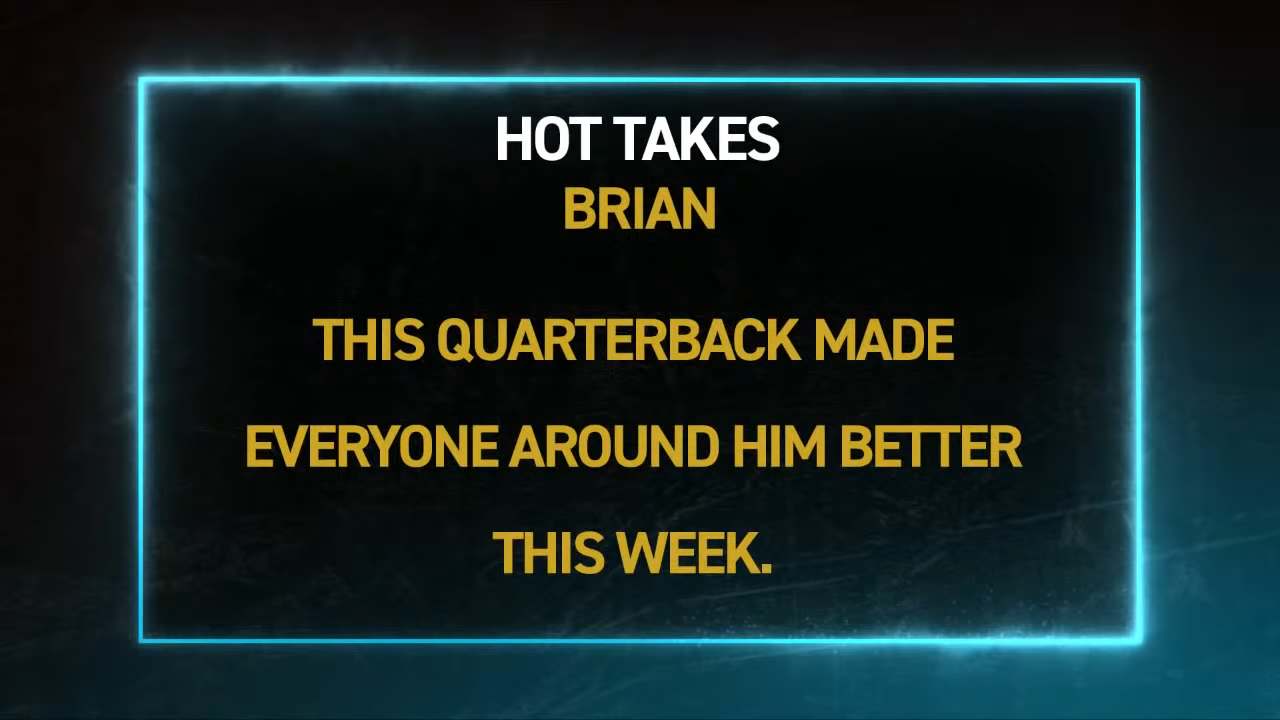 HOT TAKES
BRIAN
THIS QUARTERBACK MADE
EVERYONE AROUND HIM BETTER
THIS WEEK.